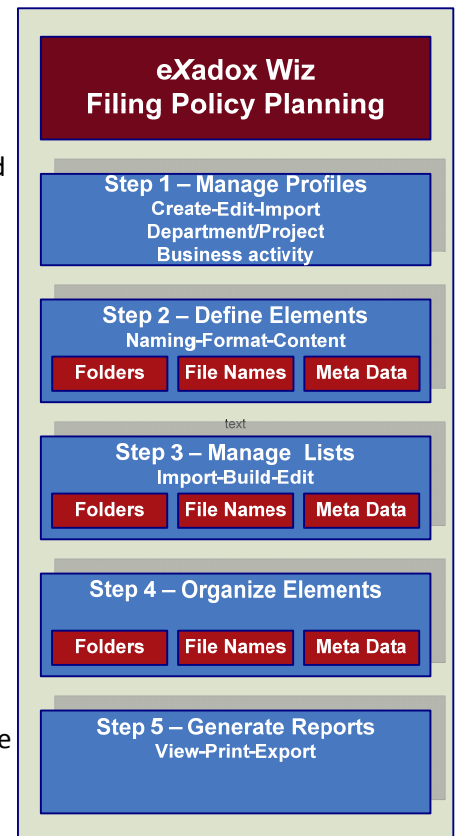 eXadox Wiz
Filing Policy Planning
d
Step 1 – Manage Profiles
Create-Edit-Import
Department/Project
Business activity
Step 2 – Define Elements
Naming-Format-Content
Folders File Names Meta Data
text
Step 3 – Manage Lists
Import-Build-Edit
Folders File Names Meta Data
Step 4 – Organize Elements
Folders File Names Meta Data
Step 5 – Generate Reports
e
View-Print-Export